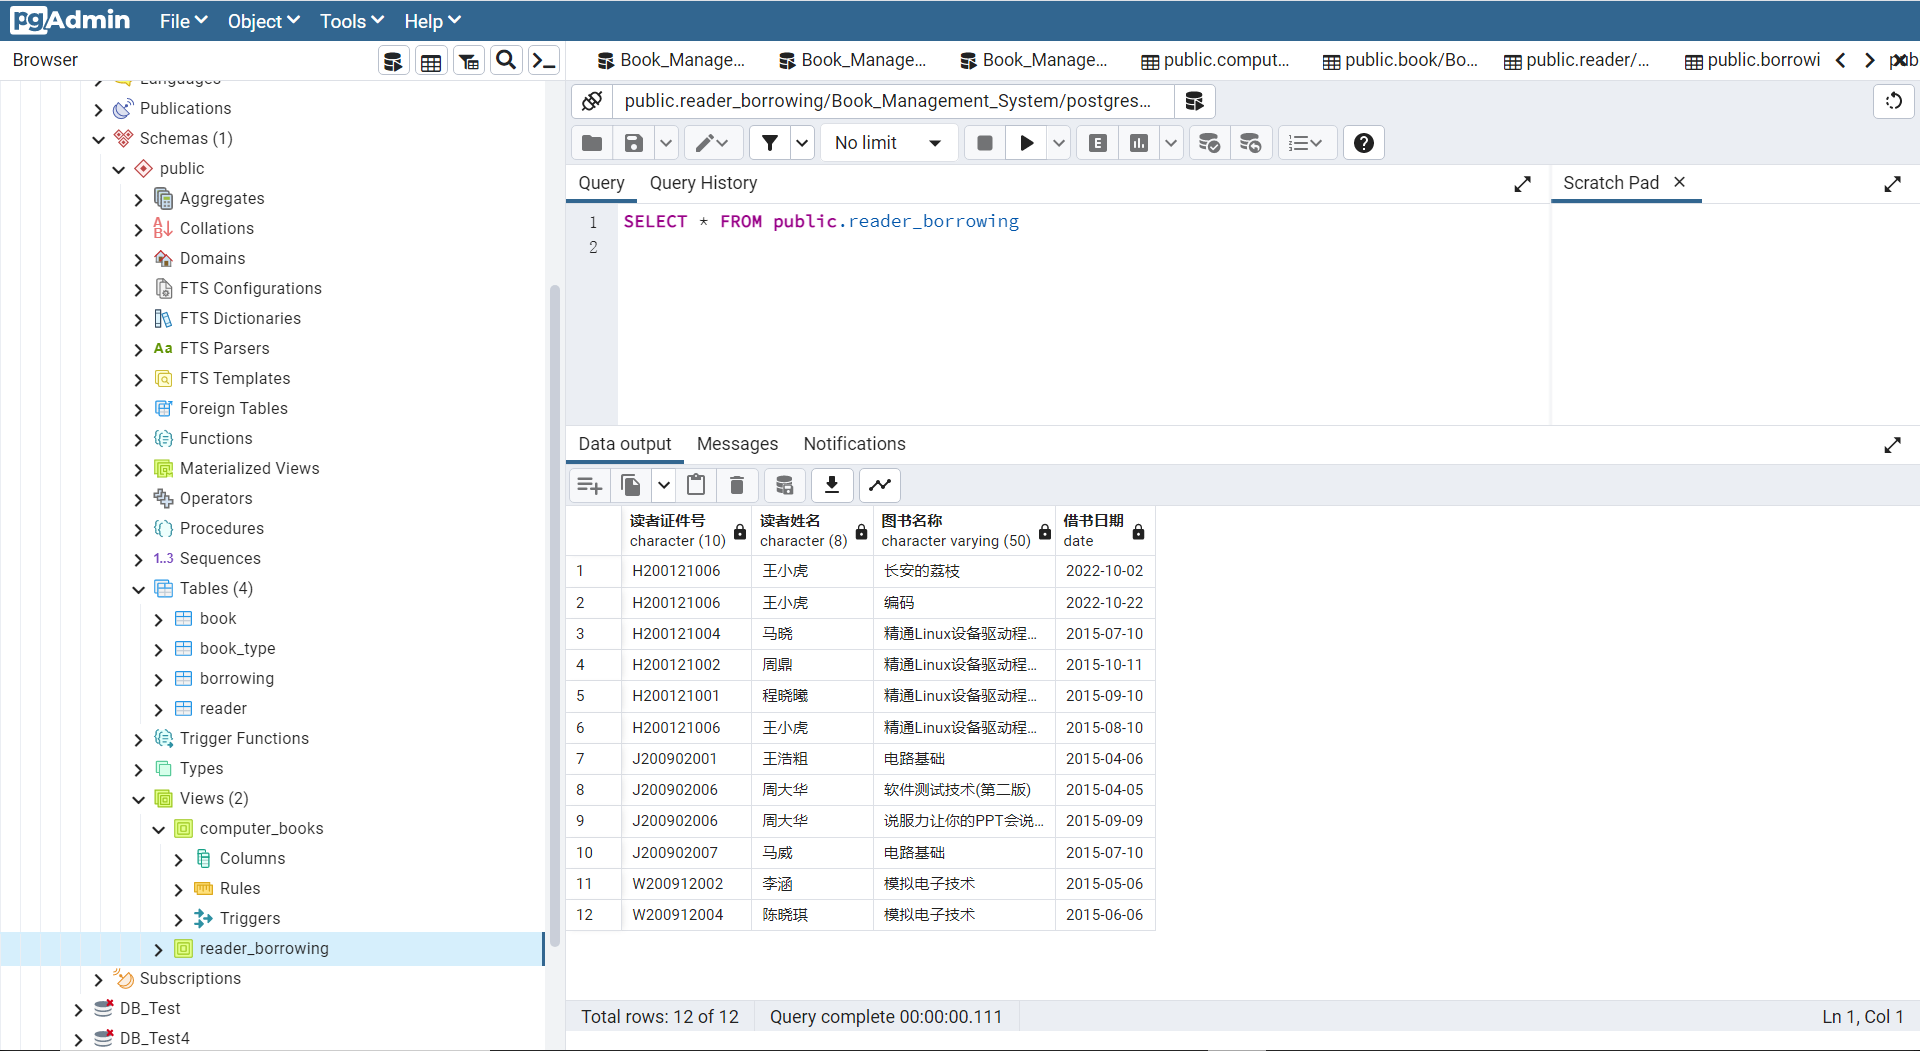 pgAdmin File Object Tools Help
Browser
Book_Manage...
Book_Manage...
Book_Manage...
public.comput...
public.book/Bo...
public.reader/...
public.borrowi
public.reader_borrowing/Book_Management_System/postgres...
No limit
E
Query
Query History
Scratch Pad
1 SELECT * FROM public.reader_borrowing
2
Languages
Publications
Schemas (1)
public
Aggregates
Collations
Domains
FTS Configurations
FTS Dictionaries
Aa FTS Parsers
FTS Templates
Foreign Tables
Functions
Materialized Views
Operators
Procedures
1..3 Sequences
Tables (4)
book
book_type
borrowing
reader
Trigger Functions
Types
Views (2)
computer_books
Columns
Rules
Triggers
reader_borrowing
Subscriptions
DB_Test
DB_Test4
Data output
Messages
Notifications
读者证件号 读者姓名 图书名称 借书日期
character (10) character (8) character varying (50) date
1 H200121006 王小虎 长安的荔枝 2022-10-02
2 H200121006 王小虎 编码 2022-10-22
3 H200121004 马晓 精通Linux设备驱动程... 2015-07-10
4 H200121002 周鼎 精通Linux设备驱动程... 2015-10-11
5 H200121001 程晓曦 精通Linux设备驱动程... 2015-09-10
6 H200121006 王小虎 精通Linux设备驱动程... 2015-08-10
7 J200902001 王浩粗 电路基础 2015-04-06
8 J200902006 周大华 软件测试技术(第二版) 2015-04-05
9 J200902006 周大华 说服力让你的PPT会说... 2015-09-09
10 J200902007 马威 电路基础 2015-07-10
11 W200912002 李涵 模拟电子技术 2015-05-06
12 W200912004 陈晓琪 模拟电子技术 2015-06-06
Total rows: 12 of 12
Query complete 00:00:00.111
Ln 1, Col 1